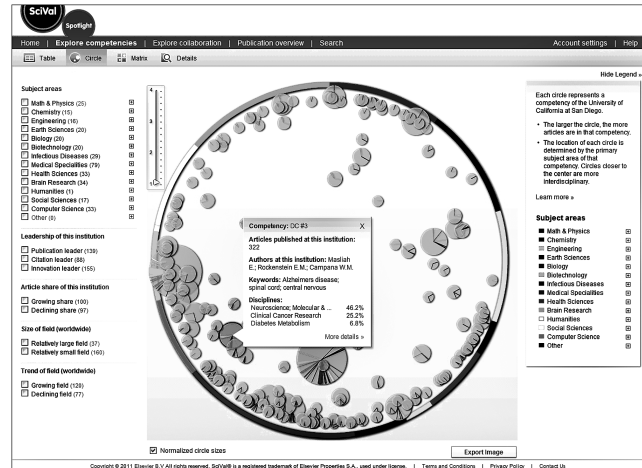 SciVal
Spotlight
Home | Explore competencies | Explore collaboration | Publication overview | Search Account settings | Help
Table Circle Matrix Details
Hide Legend »
Subject areas
Math & Physics (25)
Chemistry (15)
Engineering (16)
Earth Sciences (20)
Biology (20)
Biotechnology (20)
Infectious Diseases (29)
Medical Specialities (79)
Health Sciences (33)
Brain Research (34)
Humanities (1)
Social Sciences (17)
Computer Science (33)
Other (0)
Leadership of this institution
Publication leader (139)
Citation leader (88)
Innovation leader (155)
Article share of this institution
Growing share (100)
Declining share (97)
Size of field (worldwide)
Relatively large field (37)
Relatively small field (160)
Trend of field (worldwide)
Growing field (120)
Declining field (77)
4
3
2
1
Competency: DC #3 X
Articles published at this institution:
322
Authors at this institution: Masliah
E.; Rockenstein E.M.; Campana W.M.
Keywords: Alzheimers disease;
spinal cord; central nervous
Disciplines:
Neuroscience; Molecular & ... 46.2%
Clinical Cancer Research 25.2%
Diabetes Metabolism 6.8%
More details »
Normalized circle sizes
Export Image
Each circle represents a
competency of the University of
California at San Diego.
• The larger the circle, the more
articles are in that competency.
• The location of each circle is
determined by the primary
subject area of that
competency. Circles closer to
the center are more
interdisciplinary.
Learn more »
Subject areas
Math & Physics
Chemistry
Engineering
Earth Sciences
Biology
Biotechnology
Infectious Diseases
Medical Specialities
Health Sciences
Brain Research
Humanities
Social Sciences
Computer Science
Other
Copyright © 2011 Elsevier B.V All rights reserved. SciVal® is a registered trademark of Elsevier Properties S.A., used under license. | Terms and Conditions | Privacy Policy | Contact Us